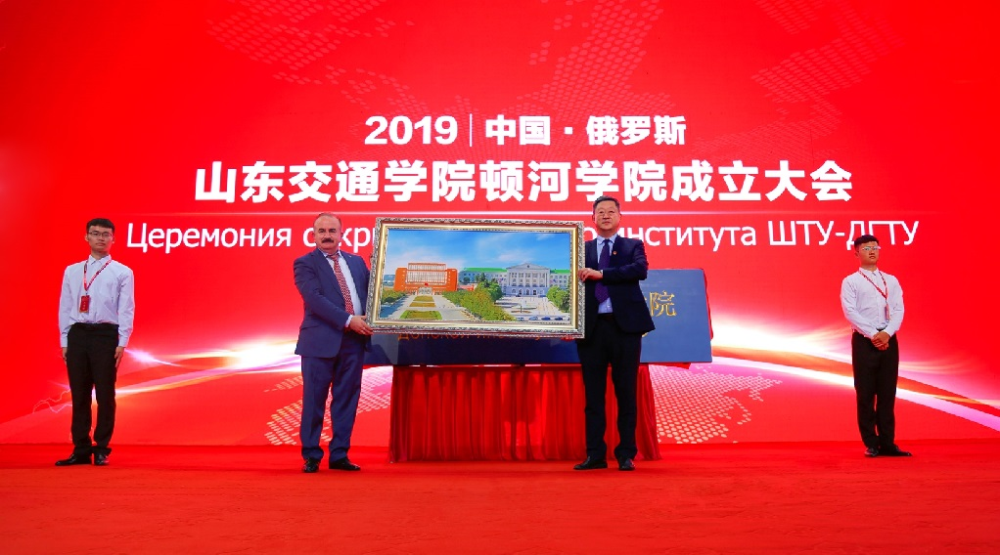 2019 | 中国·俄罗斯
山东交通学院顿河学院成立大会
Церемония института ШТУ-ДГТУ
院